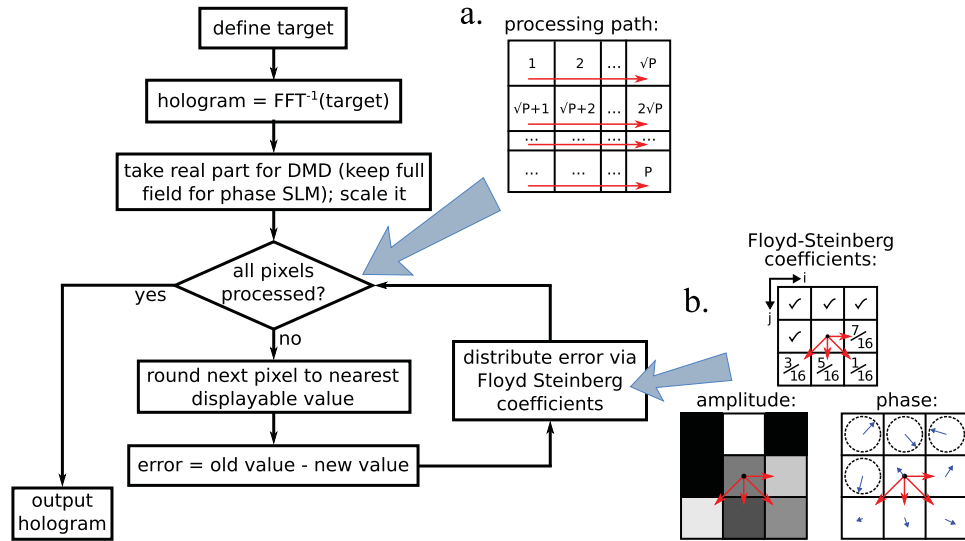 define target
hologram = FFT⁻¹(target)
take real part for DMD (keep full
field for phase SLM); scale it
all pixels
processed?
yes
no
round next pixel to nearest
displayable value
error = old value - new value
output
hologram
distribute error via
Floyd Steinberg
coefficients
a.
processing path:
1 2 ... √P
√P+1 √P+2 ... 2√P
... ... ... ...
... ... ... P
b.
Floyd-Steinberg
coefficients:
i
j
✓ ✓ ✓
✓ 7/16
3/16 5/16 1/16
amplitude:
phase: